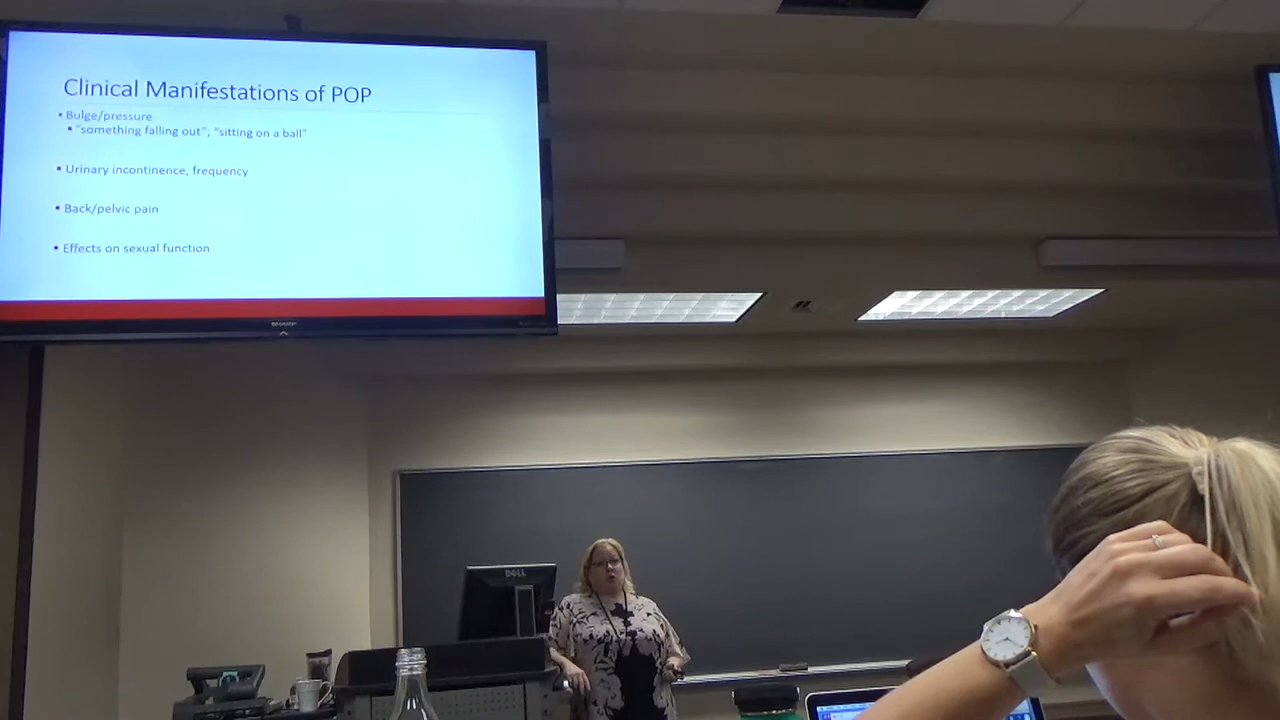 Clinical Manifestations of POP
▪ Bulge/pressure
▪ "something falling out", "sitting on a ball"
▪ Urinary incontinence, frequency
▪ Back/pelvic pain
▪ Effects on sexual function
SHARP
DELL